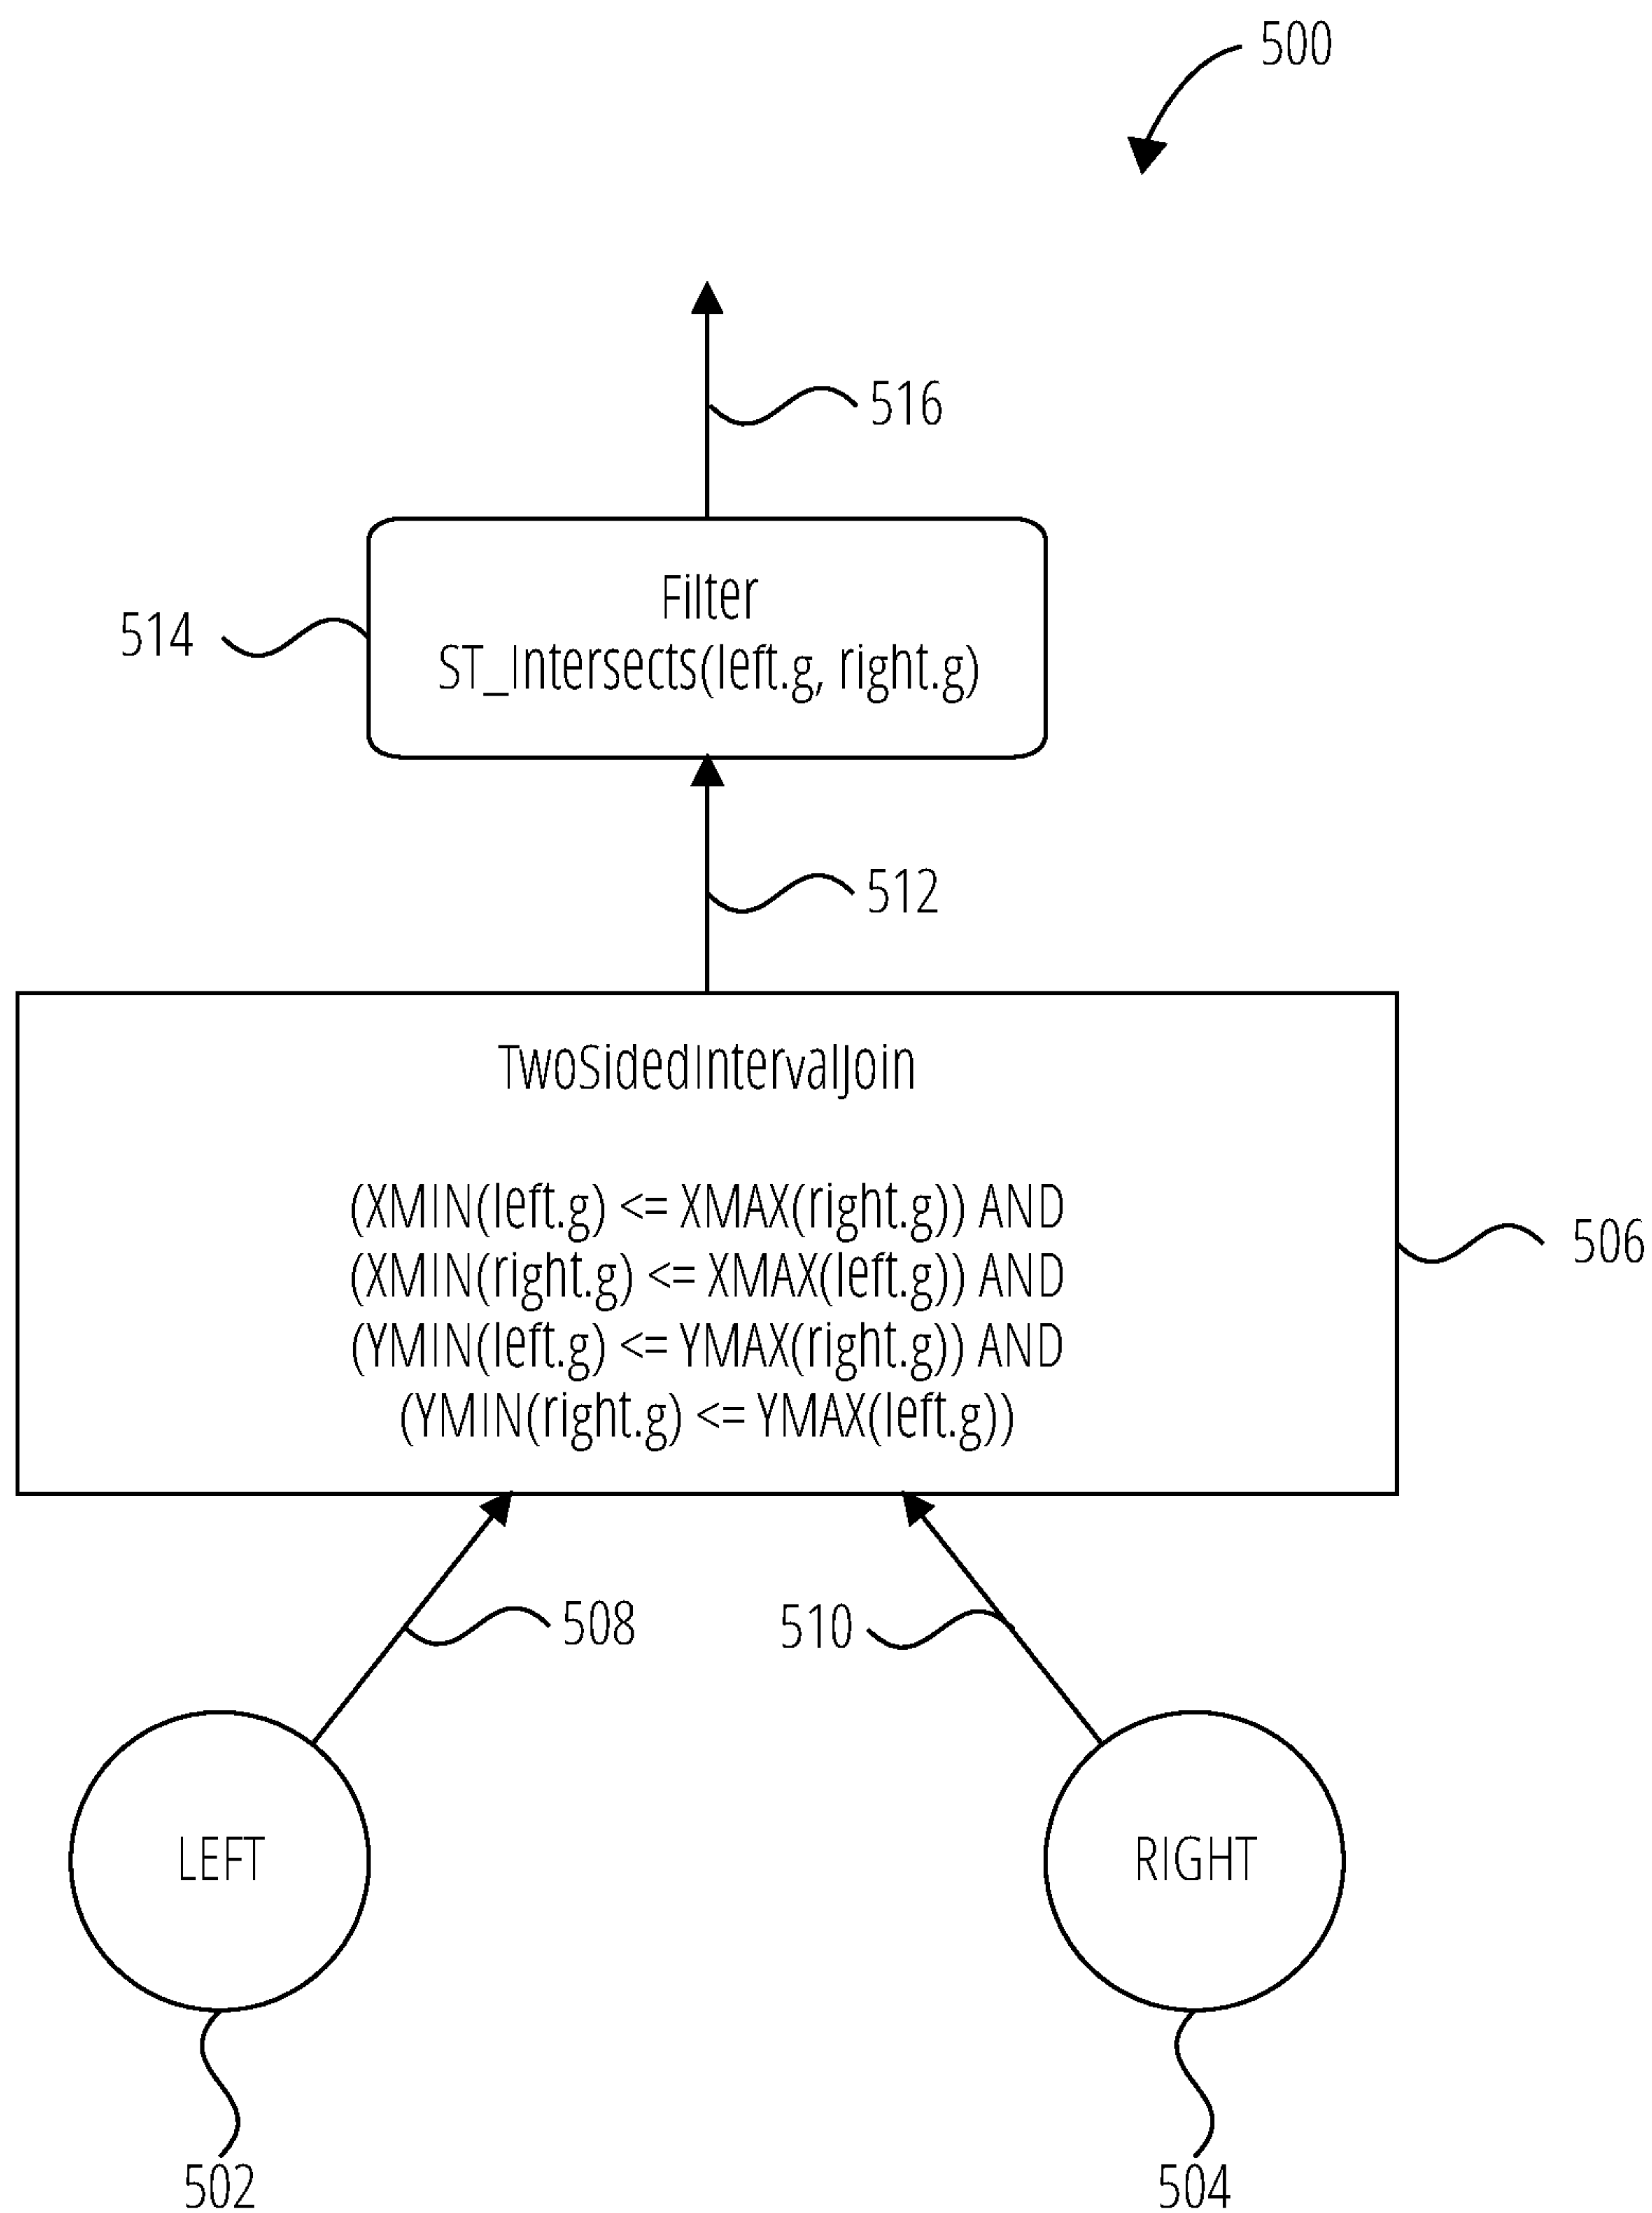 500
516
Filter
514
ST_Intersects(left.g, right.g)
512
TwoSidedIntervalJoin
(XMIN(left.g) <= XMAX(right.g)) AND
506
(XMIN(right.g) <= XMAX(left.g)) AND
(YMIN(left.g) <= YMAX(right.g)) AND
(YMIN(right.g) <= YMAX(left.g))
508
510
LEFT
RIGHT
502
504